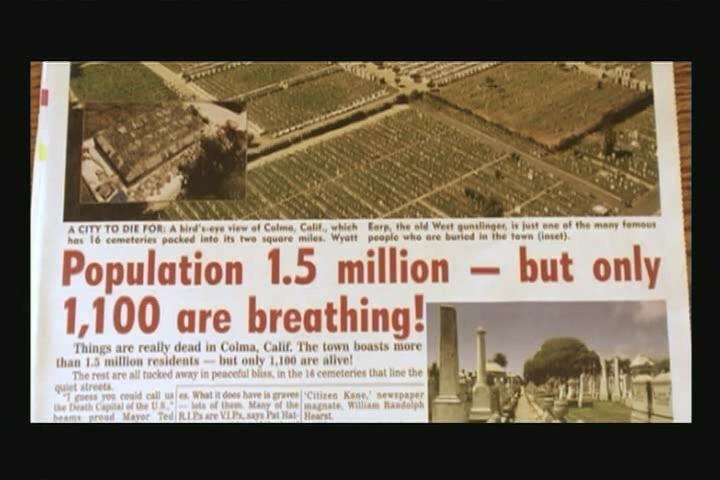 A CITY TO DIE FOR: A bird's-eye view of Colma, Calif., which
has 16 cemeteries packed into its two square miles. Wyatt
Earp, the old West gunslinger, is just one of the many famous
people who are buried in the town (inset).
Population 1.5 million — but only
1,100 are breathing!
Things are really dead in Colma, Calif. The town boasts more
than 1.5 million residents — but only 1,100 are alive!
The rest are all tucked away in peaceful bliss, in the 16 cemeteries that line the
quiet streets.
"I guess you could call us
the Death Capital of the U.S.,"
beams proud Mayor Ted
es. What it does have is graves
— lots of them. Many of the
R.I.P.s are V.I.P.s, says Pat Hat-
'Citizen Kane,' newspaper
magnate, William Randolph
Hearst.